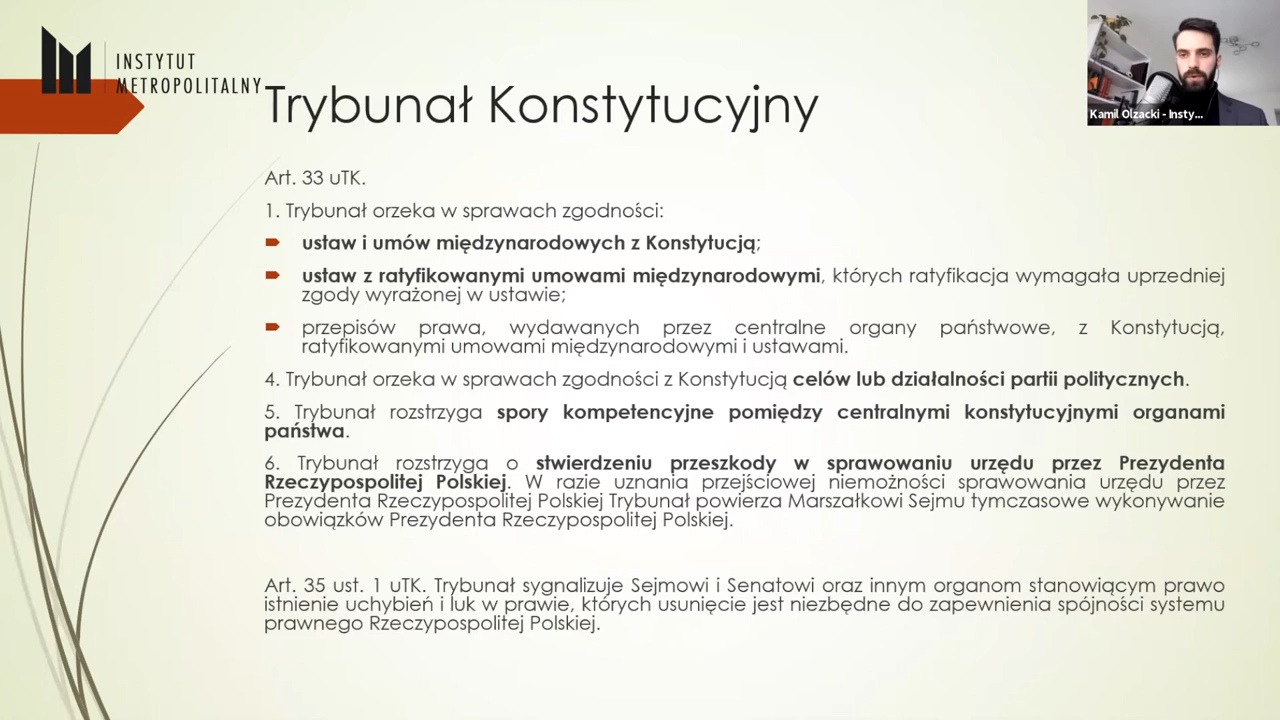 INSTYTUT
METROPOLITALNY
Trybunał Konstytucyjny
Kamil Olzacki - Insty...
Art. 33 uTK.
1. Trybunał orzeka w sprawach zgodności:
ustaw i umów międzynarodowych z Konstytucją;
ustaw z ratyfikowanymi umowami międzynarodowymi, których ratyfikacja wymagała uprzedniej
zgody wyrażonej w ustawie;
przepisów prawa, wydawanych przez centralne organy państwowe, z Konstytucją,
ratyfikowanymi umowami międzynarodowymi i ustawami.
4. Trybunał orzeka w sprawach zgodności z Konstytucją celów lub działalności partii politycznych.
5. Trybunał rozstrzyga spory kompetencyjne pomiędzy centralnymi konstytucyjnymi organami
państwa.
6. Trybunał rozstrzyga o stwierdzeniu przeszkody w sprawowaniu urzędu przez Prezydenta
Rzeczypospolitej Polskiej. W razie uznania przejściowej niemożności sprawowania urzędu przez
Prezydenta Rzeczypospolitej Polskiej Trybunał powierza Marszałkowi Sejmu tymczasowe wykonywanie
obowiązków Prezydenta Rzeczypospolitej Polskiej.
Art. 35 ust. 1 uTK. Trybunał sygnalizuje Sejmowi i Senatowi oraz innym organom stanowiącym prawo
istnienie uchybień i luk w prawie, których usunięcie jest niezbędne do zapewnienia spójności systemu
prawnego Rzeczypospolitej Polskiej.